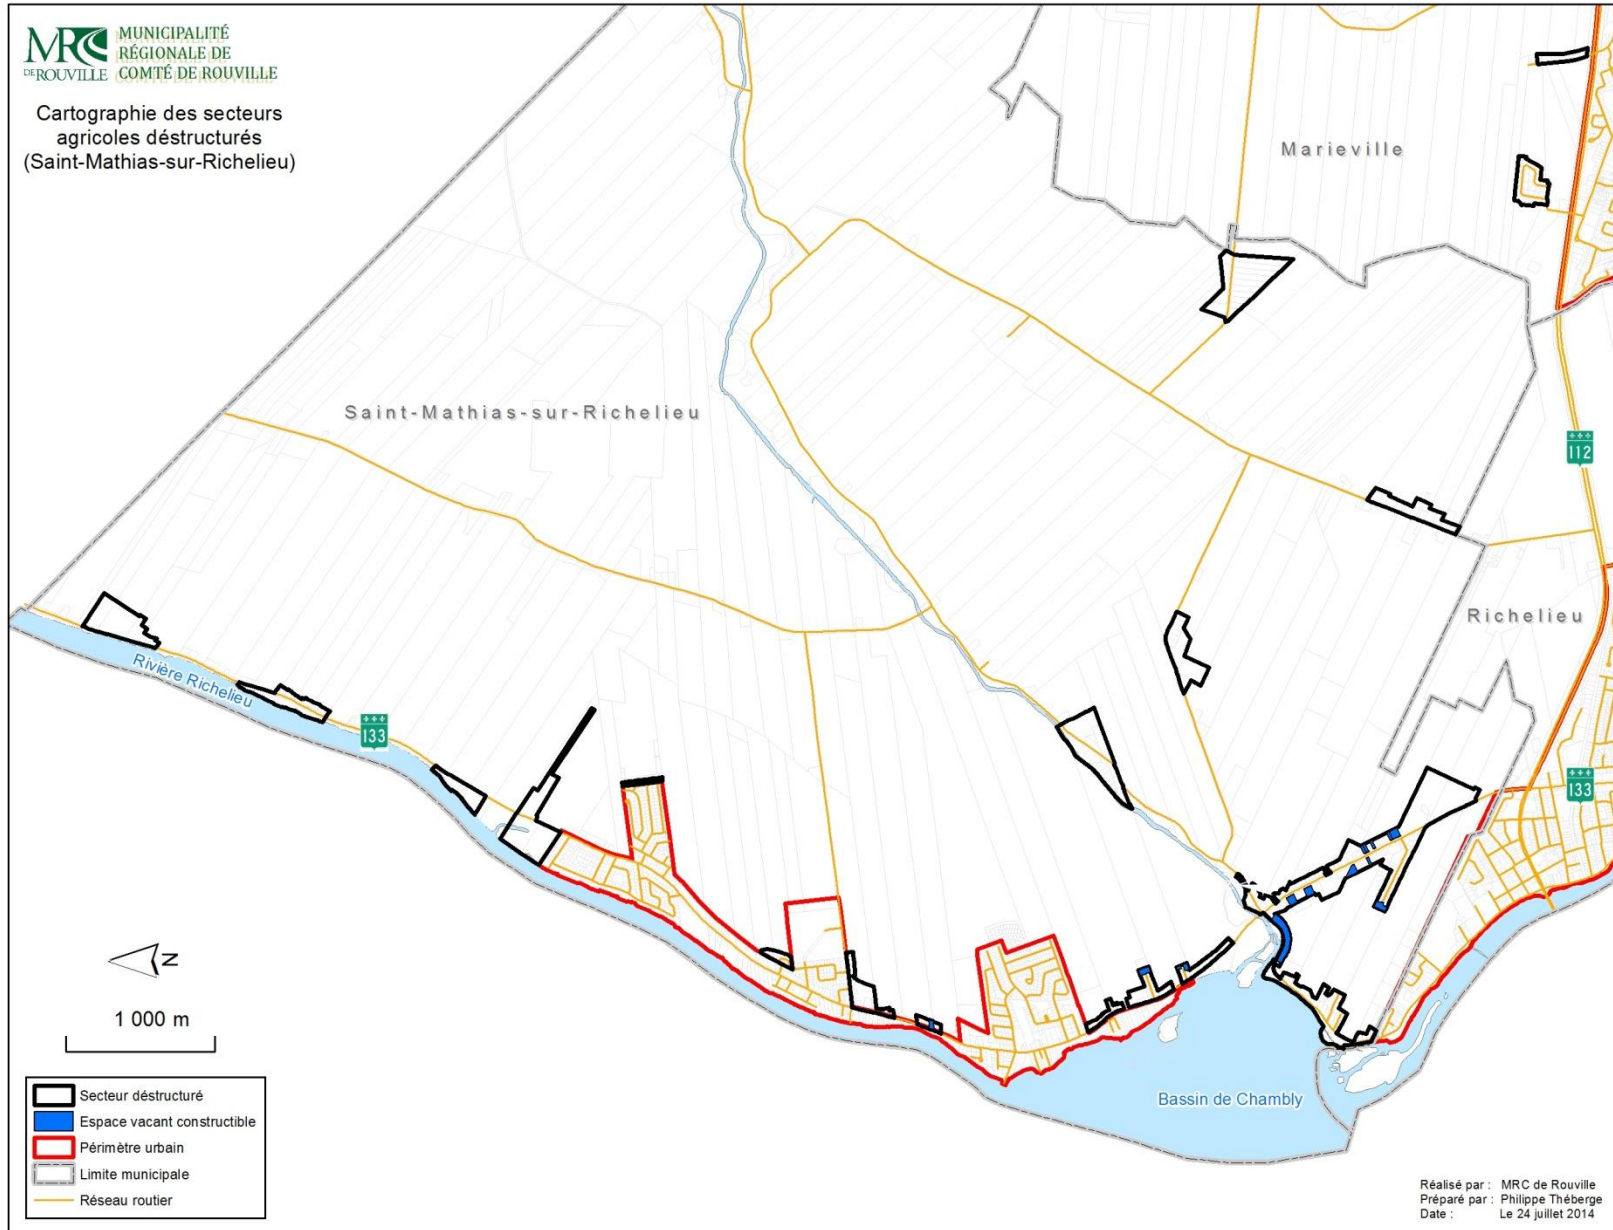 MRC
DE ROUVILLE
MUNICIPALITÉ
RÉGIONALE DE
COMTÉ DE ROUVILLE
Cartographie des secteurs
agricoles déstructurés
(Saint-Mathias-sur-Richelieu)
Marieville
Saint-Mathias-sur-Richelieu
112
Richelieu
Rivière Richelieu
133
133
N
1 000 m
Bassin de Chambly
Secteur déstructuré
Espace vacant constructible
Périmètre urbain
Limite municipale
Réseau routier
Réalisé par : MRC de Rouville
Préparé par : Philippe Théberge
Date : Le 24 juillet 2014